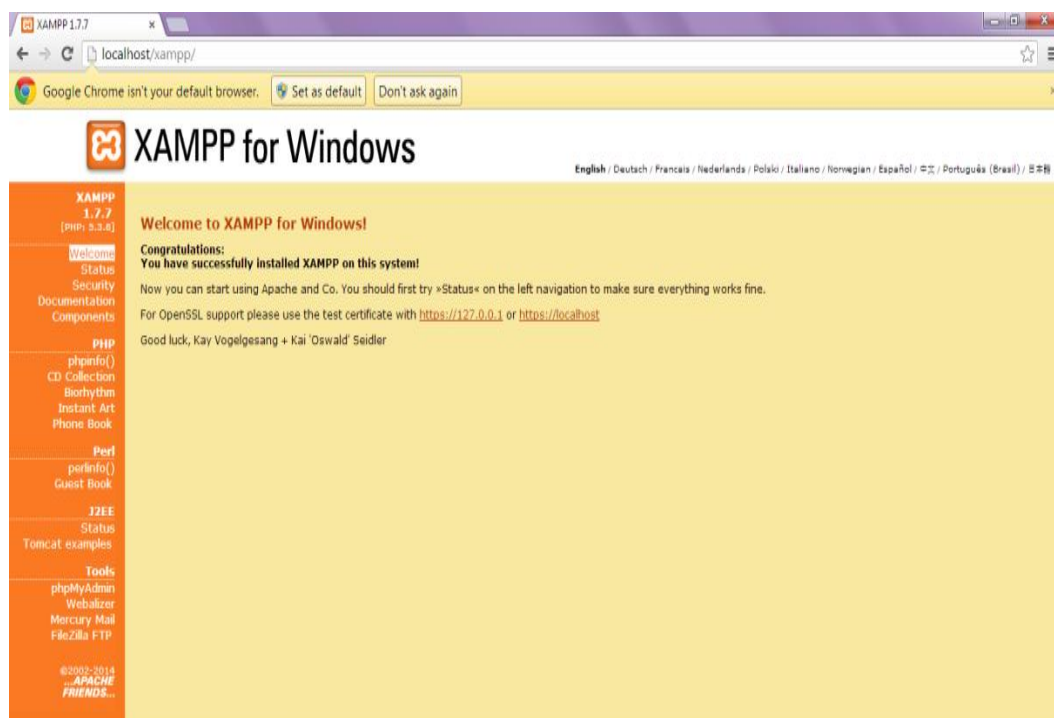 XAMPP 1.7.7
localhost/xampp/
Google Chrome isn't your default browser. Set as default Don't ask again
XAMPP for Windows
English / Deutsch / Francais / Nederlands / Polski / Italiano / Norwegian / Español / 中文 / Português (Brasil) / 日本語
XAMPP
1.7.7
[PHP: 5.3.8]
Welcome
Status
Security
Documentation
Components
PHP
phpinfo()
CD Collection
Biorhythm
Instant Art
Phone Book
Perl
perlinfo()
Guest Book
J2EE
Status
Tomcat examples
Tools
phpMyAdmin
Webalizer
Mercury Mail
FileZilla FTP
©2002-2014
...APACHE
FRIENDS...
Welcome to XAMPP for Windows!
Congratulations:
You have successfully installed XAMPP on this system!
Now you can start using Apache and Co. You should first try »Status« on the left navigation to make sure everything works fine.
For OpenSSL support please use the test certificate with https://127.0.0.1 or https://localhost
Good luck, Kay Vogelgesang + Kai 'Oswald' Seidler